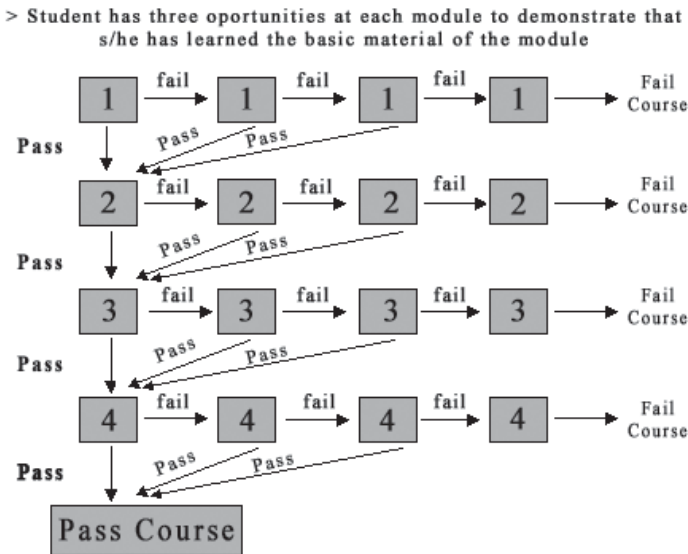 > Student has three oportunities at each module to demonstrate that
s/he has learned the basic material of the module
fail fail fail Fail
1 1 1 1 Course
Pass Pass Pass
fail fail fail Fail
2 2 2 2 Course
Pass Pass Pass
fail fail fail Fail
3 3 3 3 Course
Pass Pass Pass
fail fail fail Fail
4 4 4 4 Course
Pass Pass Pass
Pass Course